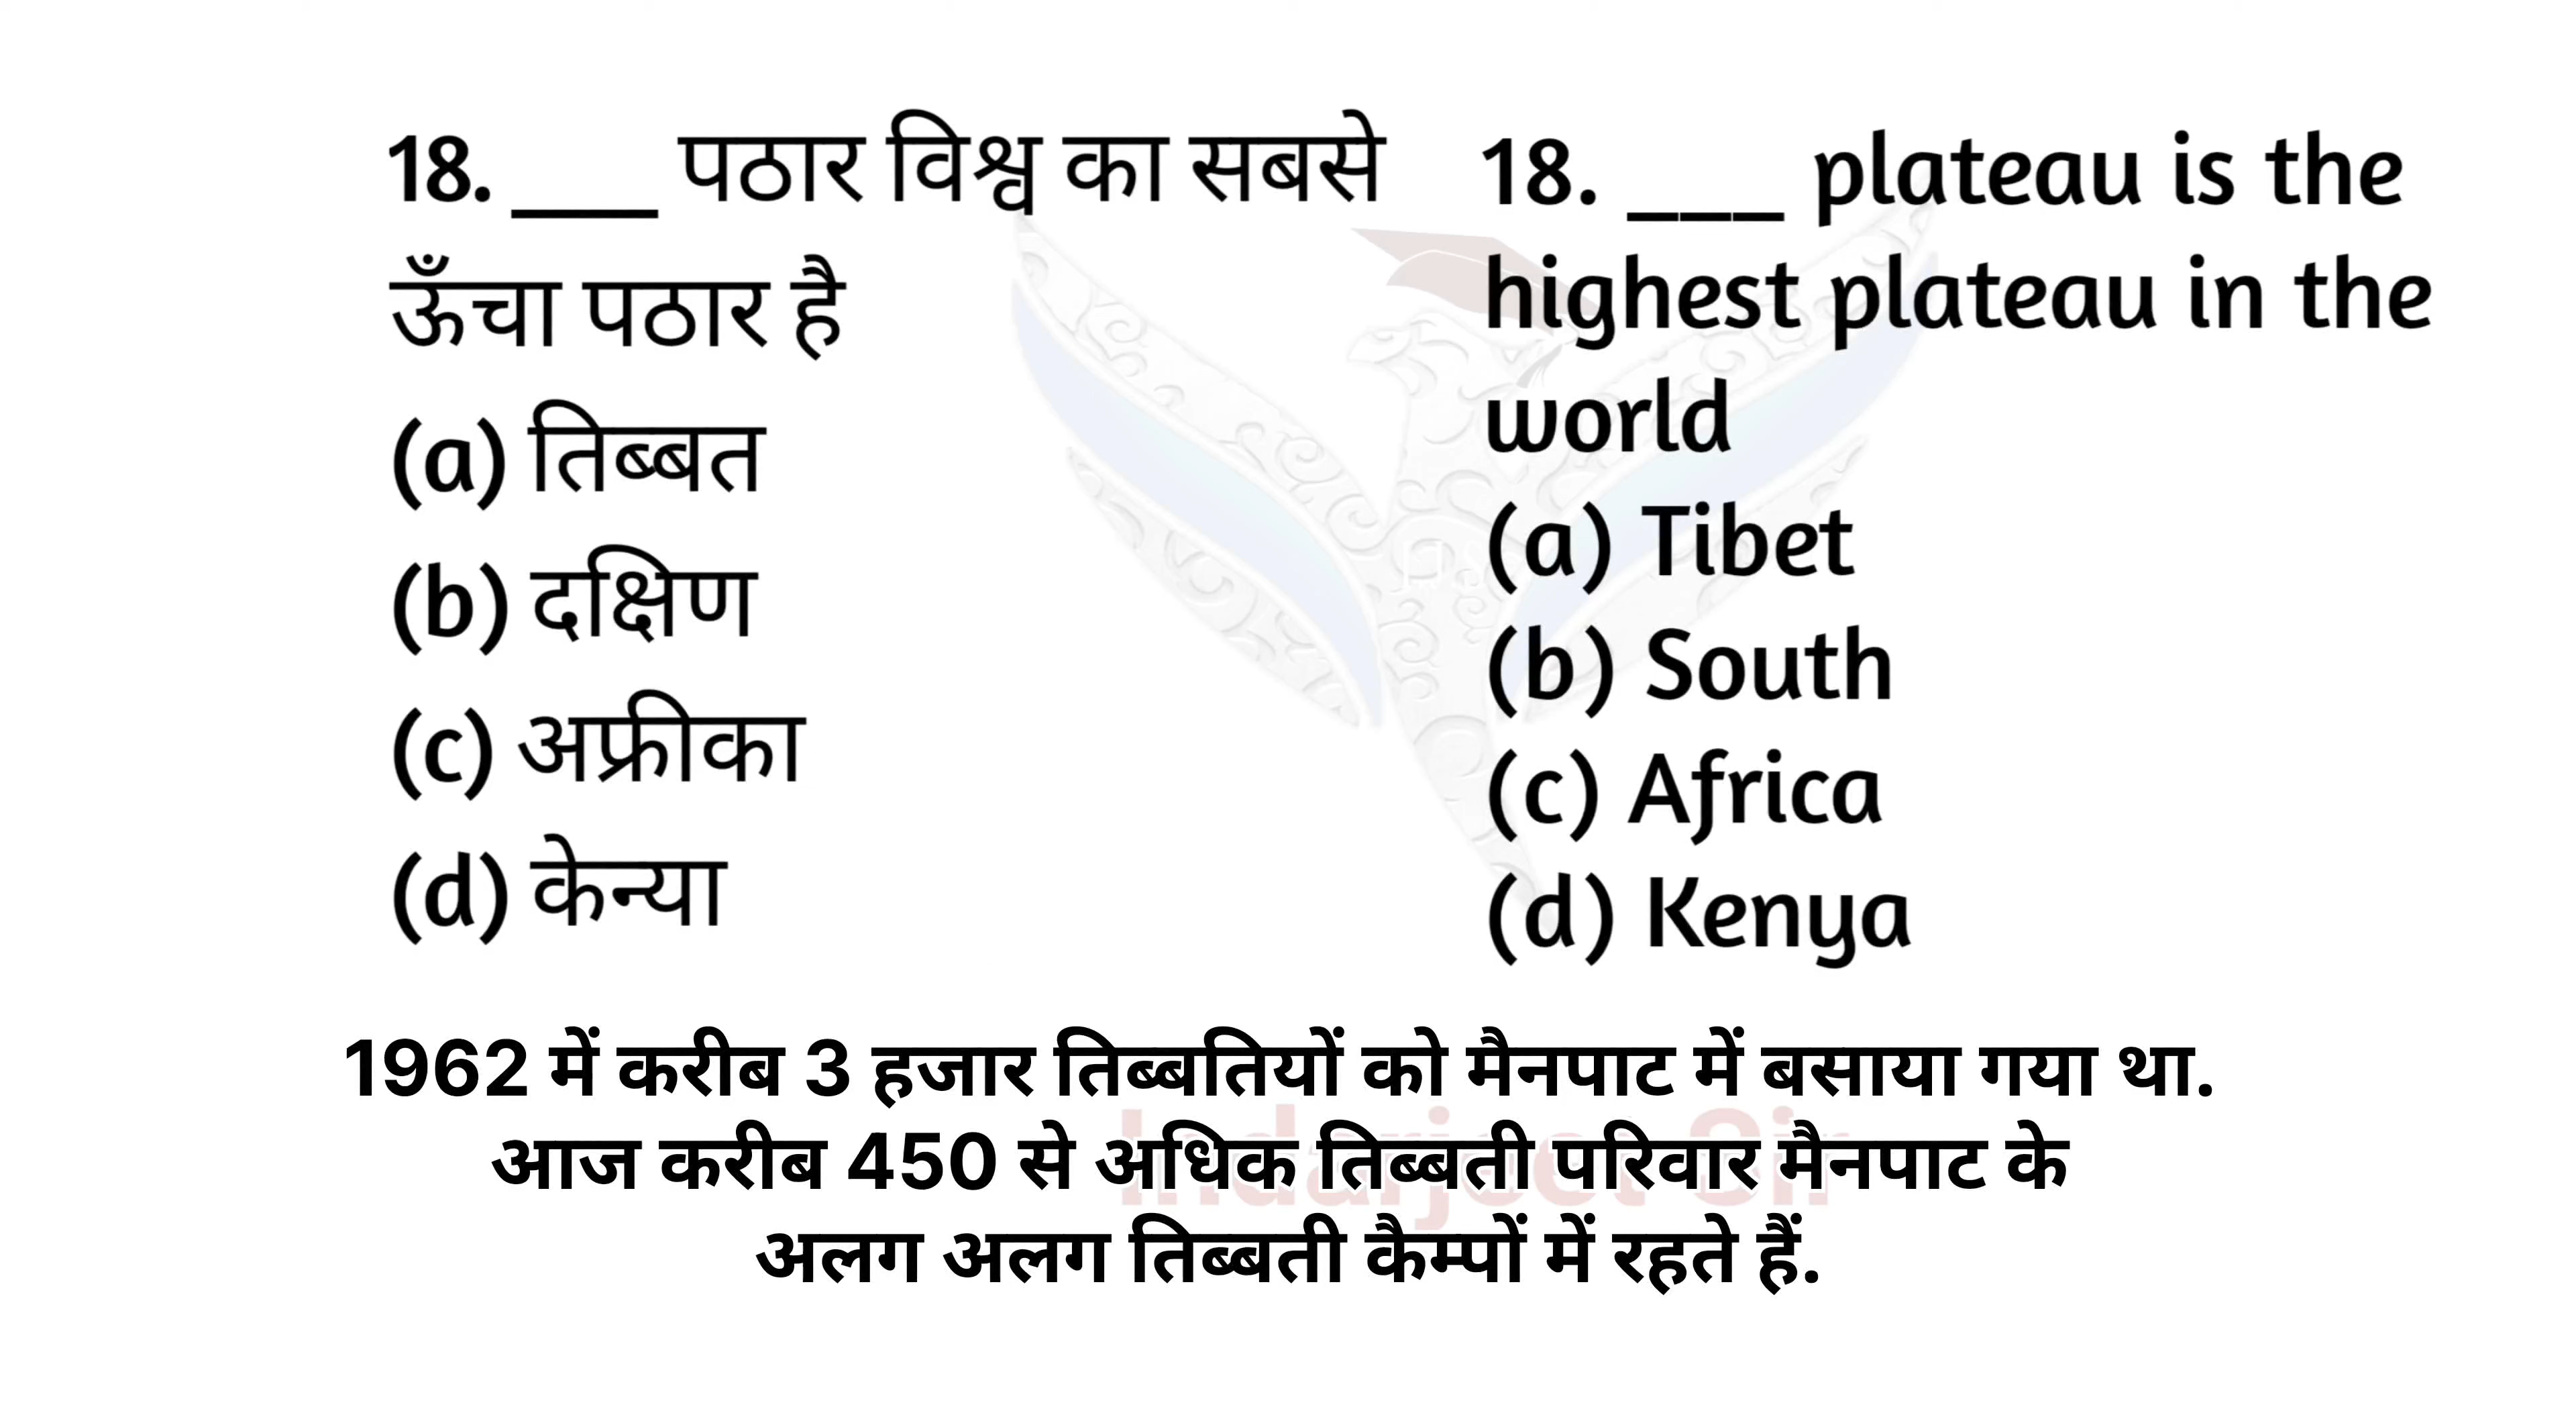 18. ___ पठार विश्व का सबसे
ऊँचा पठार है
(a) तिब्बत
(b) दक्षिण
(c) अफ्रीका
(d) केन्या
18. ___ plateau is the
highest plateau in the
world
(a) Tibet
(b) South
(c) Africa
(d) Kenya
1962 में करीब 3 हजार तिब्बतियों को मैनपाट में बसाया गया था.
आज करीब 450 से अधिक तिब्बती परिवार मैनपाट के
अलग अलग तिब्बती कैम्पों में रहते हैं.
Indarjeet Sir